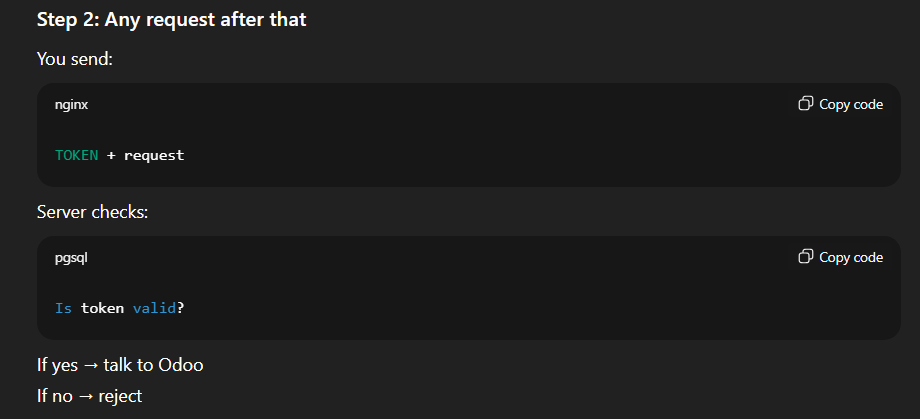 Step 2: Any request after that
You send:
nginx
Copy code
TOKEN + request
Server checks:
pgsql
Copy code
Is token valid?
If yes → talk to Odoo
If no → reject